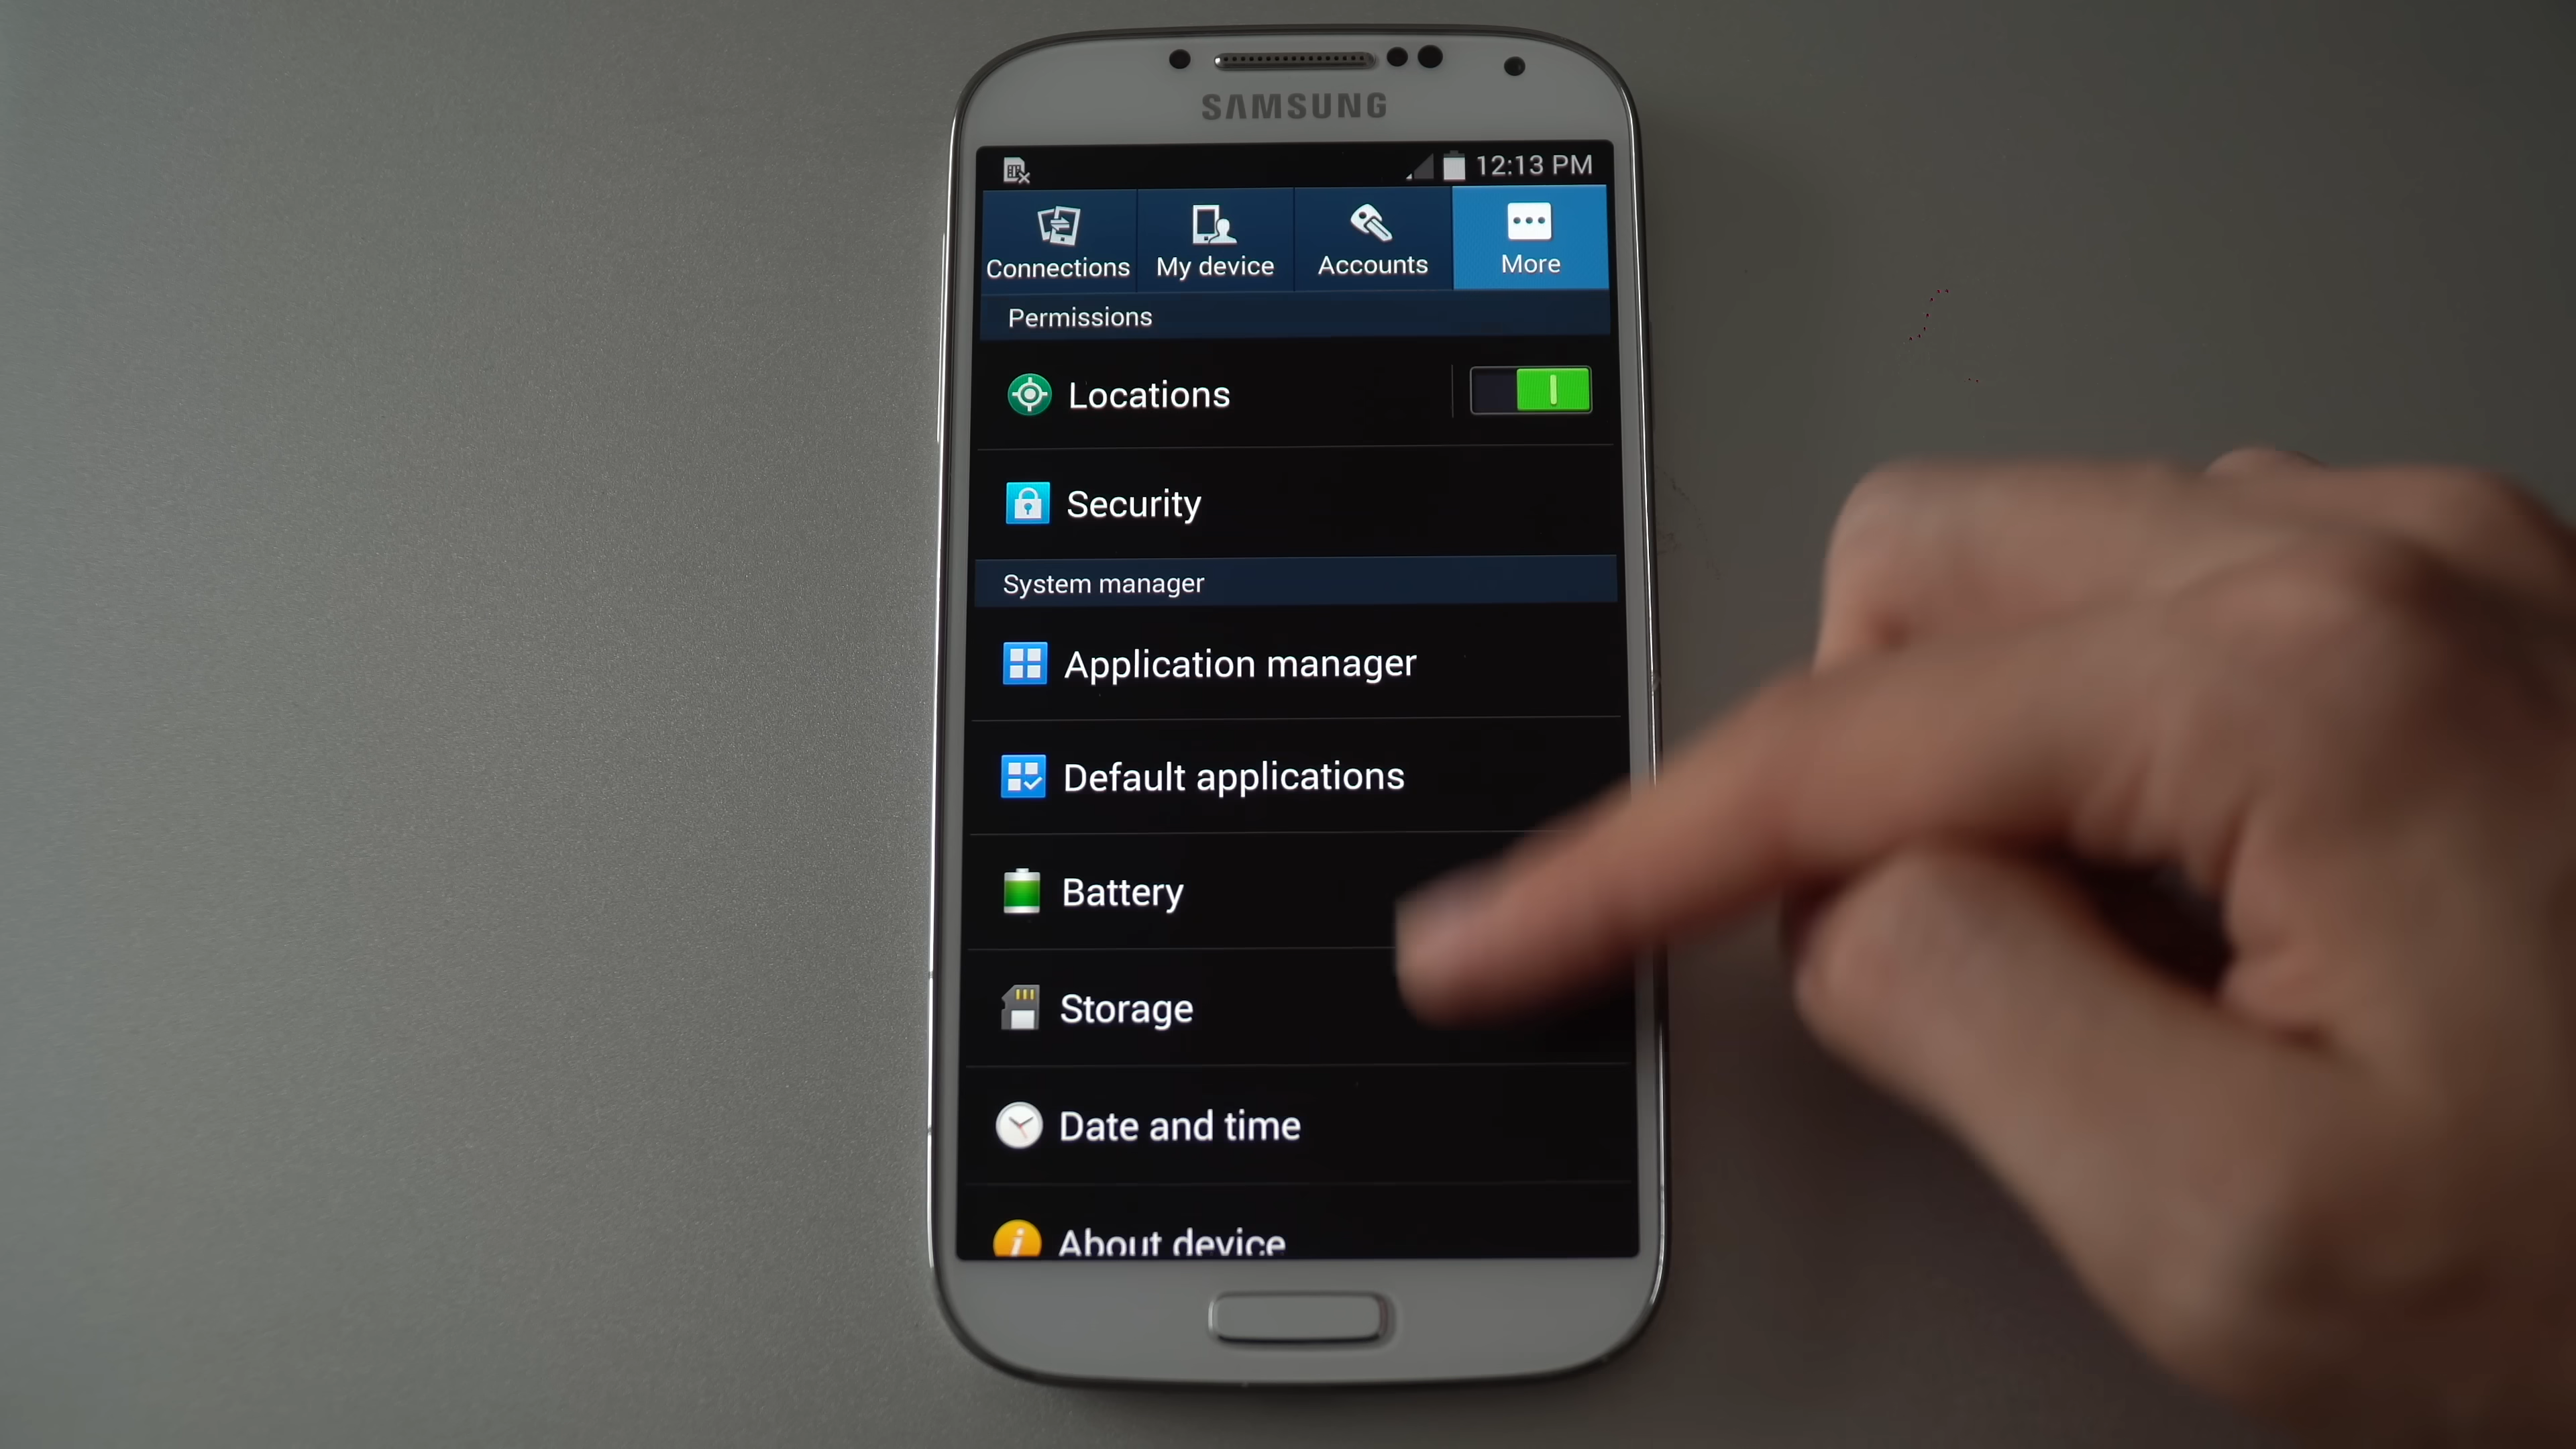 SAMSUNG
12:13 PM
Connections
My device
Accounts
More
Permissions
Locations
Security
System manager
Application manager
Default applications
Battery
Storage
Date and time
About device